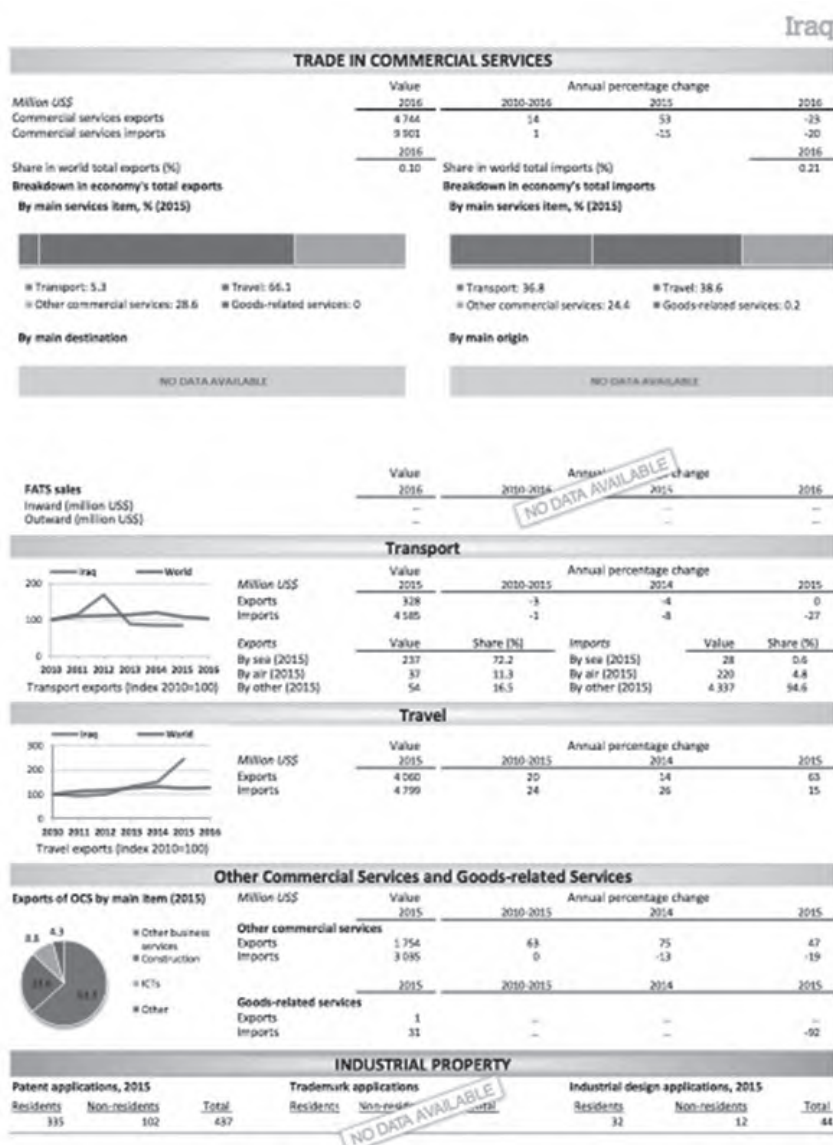 Iraq
TRADE IN COMMERCIAL SERVICES
Value Annual percentage change
Million US$ 2016 2010-2016 2015 2016
Commercial services exports 4 744 14 53 -23
Commercial services imports 9 901 1 -15 -20
2016 2016
Share in world total exports (%) 0.10 Share in world total imports (%) 0.21
Breakdown in economy's total exports Breakdown in economy's total imports
By main services item, % (2015) By main services item, % (2015)
Transport: 5.3 Travel: 66.1 Transport: 36.8 Travel: 38.6
Other commercial services: 28.6 Goods-related services: 0 Other commercial services: 24.4 Goods-related services: 0.2
By main destination By main origin
NO DATA AVAILABLE NO DATA AVAILABLE
Value Annual change
FATS sales 2016 2010-2016 2015 2016
NO DATA AVAILABLE
Inward (million US$) ... ... ...
Outward (million US$) ... ... ...
Transport
Iraq World Value Annual percentage change
200 Million US$ 2015 2010-2015 2014 2015
Exports 328 -3 -4 0
100 Imports 4 585 -1 -8 -27
Exports Value Share (%) Imports Value Share (%)
0 By sea (2015) 237 72.2 By sea (2015) 28 0.6
2010 2011 2012 2013 2014 2015 2016 By air (2015) 37 11.3 By air (2015) 220 4.8
Transport exports (Index 2010=100) By other (2015) 54 16.5 By other (2015) 4 337 94.6
Travel
Iraq World Value Annual percentage change
300 Million US$ 2015 2010-2015 2014 2015
200 Exports 4 060 20 14 63
100 Imports 4 799 24 26 15
0
2010 2011 2012 2013 2014 2015 2016
Travel exports (Index 2010=100)
Other Commercial Services and Goods-related Services
Exports of OCS by main item (2015) Million US$ Value Annual percentage change
2015 2010-2015 2014 2015
Other commercial services
8.8 4.3 Other business services Exports 1 754 63 75 47
Construction Imports 3 035 0 -13 -19
ICTs 2015 2010-2015 2014 2015
Other Goods-related services
Exports 1 ... ... ...
Imports 31 ... ... -92
INDUSTRIAL PROPERTY
Patent applications, 2015 Trademark applications Industrial design applications, 2015
Residents Non-residents Total Residents Residents Non-residents Total
335 102 437 NO DATA AVAILABLE 32 12 44